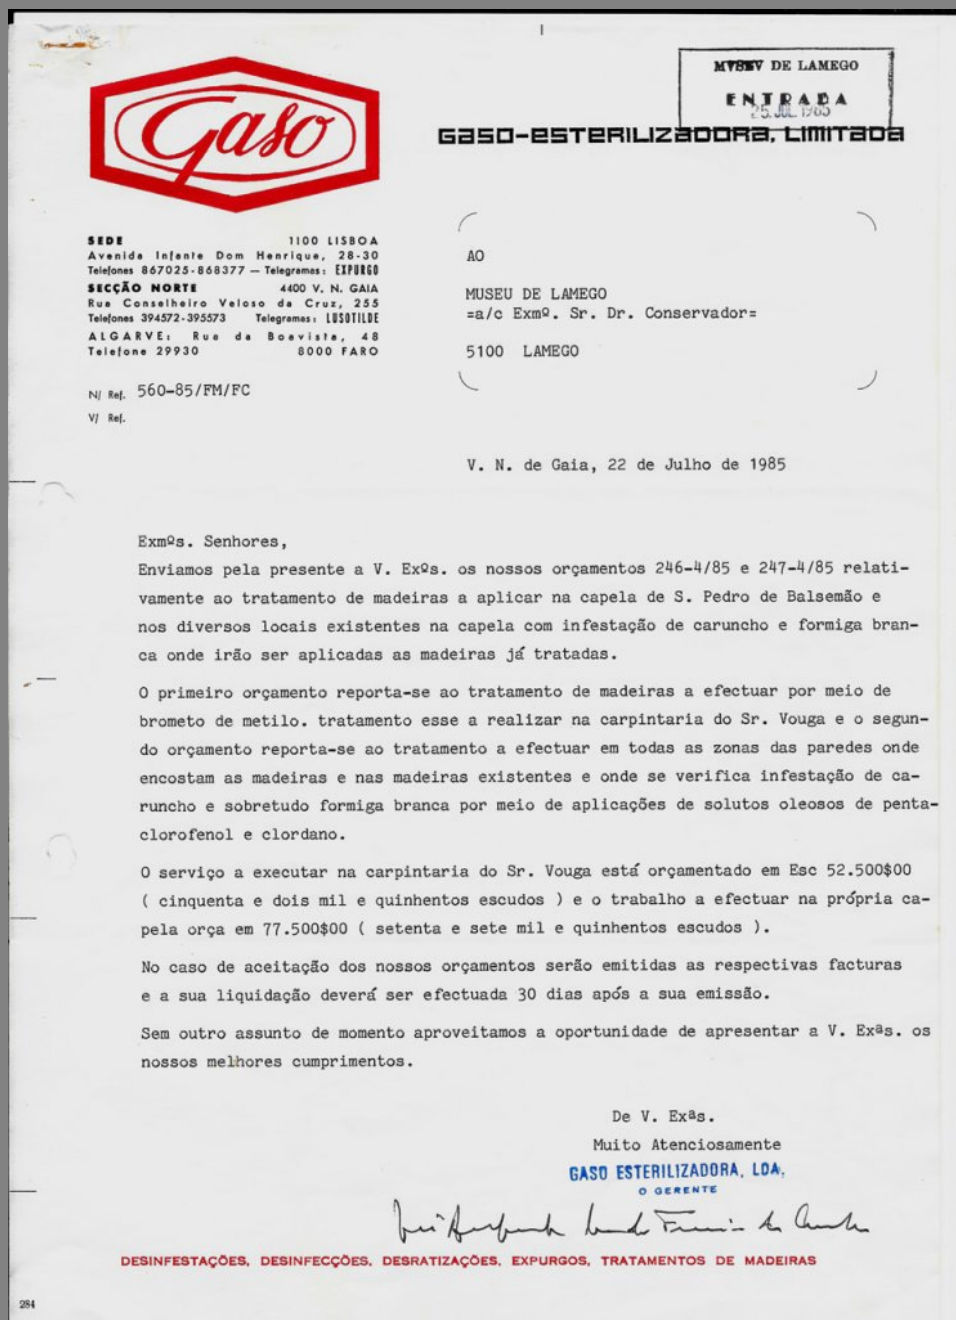 Gaso
MVSEV DE LAMEGO
ENTRADA
25. JUL 1985
GASO-ESTERILIZADORA, LIMITADA
SEDE 1100 LISBOA
Avenida Infante Dom Henrique, 28-30
Telefones 867025-868377 — Telegramas: EXPURGO
SECÇÃO NORTE 4400 V. N. GAIA
Rua Conselheiro Veloso da Cruz, 255
Telefones 394572-395573 Telegramas: LUSOTILDE
ALGARVE: Rua da Boavista, 48
Telefone 29930 8000 FARO
N/ Ref. 560-85/FM/FC
V/ Ref.
AO
MUSEU DE LAMEGO
=a/c Exmº. Sr. Dr. Conservador=
5100 LAMEGO
V. N. de Gaia, 22 de Julho de 1985
Exmºs. Senhores,
Enviamos pela presente a V. Exºs. os nossos orçamentos 246-4/85 e 247-4/85 relati-
vamente ao tratamento de madeiras a aplicar na capela de S. Pedro de Balsemão e
nos diversos locais existentes na capela com infestação de caruncho e formiga bran-
ca onde irão ser aplicadas as madeiras já tratadas.
O primeiro orçamento reporta-se ao tratamento de madeiras a efectuar por meio de
brometo de metilo. tratamento esse a realizar na carpintaria do Sr. Vouga e o segun-
do orçamento reporta-se ao tratamento a efectuar em todas as zonas das paredes onde
encostam as madeiras e nas madeiras existentes e onde se verifica infestação de ca-
runcho e sobretudo formiga branca por meio de aplicações de solutos oleosos de penta-
clorofenol e clordano.
O serviço a executar na carpintaria do Sr. Vouga está orçamentado em Esc 52.500$00
( cinquenta e dois mil e quinhentos escudos ) e o trabalho a efectuar na própria ca-
pela orça em 77.500$00 ( setenta e sete mil e quinhentos escudos ).
No caso de aceitação dos nossos orçamentos serão emitidas as respectivas facturas
e a sua liquidação deverá ser efectuada 30 dias após a sua emissão.
Sem outro assunto de momento aproveitamos a oportunidade de apresentar a V. Exªs. os
nossos melhores cumprimentos.
De V. Exªs.
Muito Atenciosamente
GASO ESTERILIZADORA, LDA,
O GERENTE
DESINFESTAÇÕES, DESINFECÇÕES, DESRATIZAÇÕES, EXPURGOS, TRATAMENTOS DE MADEIRAS
284